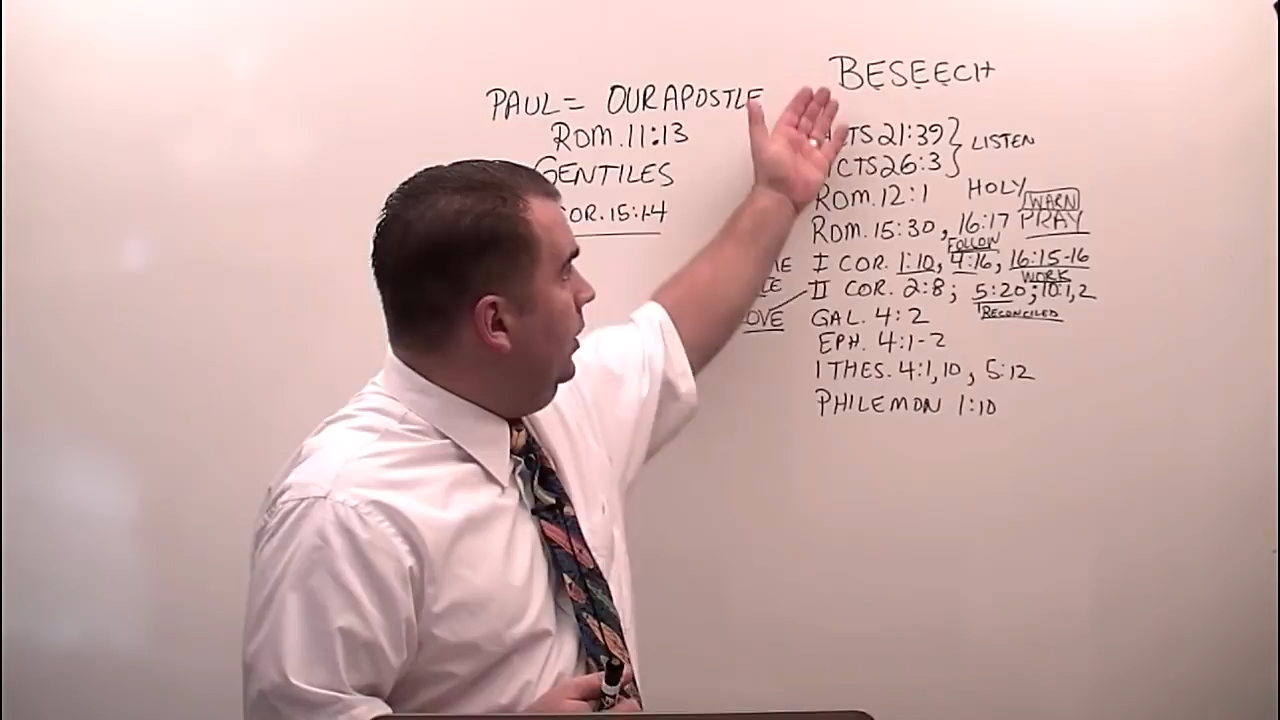 PAUL = OUR APOSTLE
ROM. 11:13
GENTILES
COR. 15:1-4
BESEECH
ACTS 21:39 } LISTEN
ACTS 26:3
ROM. 12:1 HOLY
WARN
ROM. 15:30, 16:17 PRAY
FOLLOW
I COR. 1:10, 4:16, 16:15-16
WORK
II COR. 2:8; 5:20; 10:1,2
RECONCILED
GAL. 4:2
EPH. 4:1-2
1 THES. 4:1,10, 5:12
PHILEMON 1:10